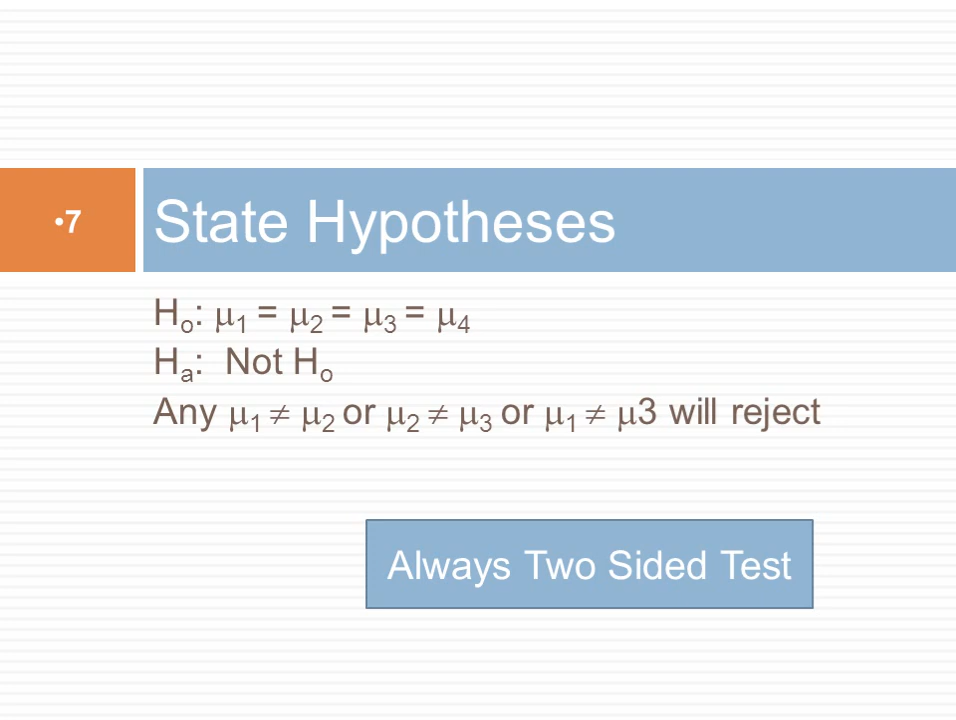 •7
State Hypotheses
Hₒ: μ₁ = μ₂ = μ₃ = μ₄
Hₐ: Not Hₒ
Any μ₁ ≠ μ₂ or μ₂ ≠ μ₃ or μ₁ ≠ μ3 will reject
Always Two Sided Test